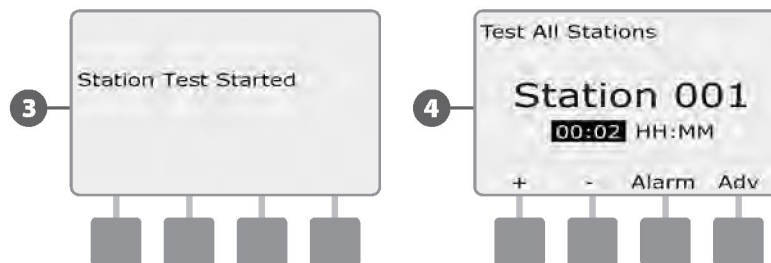 3
Station Test Started
4
Test All Stations
Station 001
00:02 HH:MM
+ - Alarm Adv